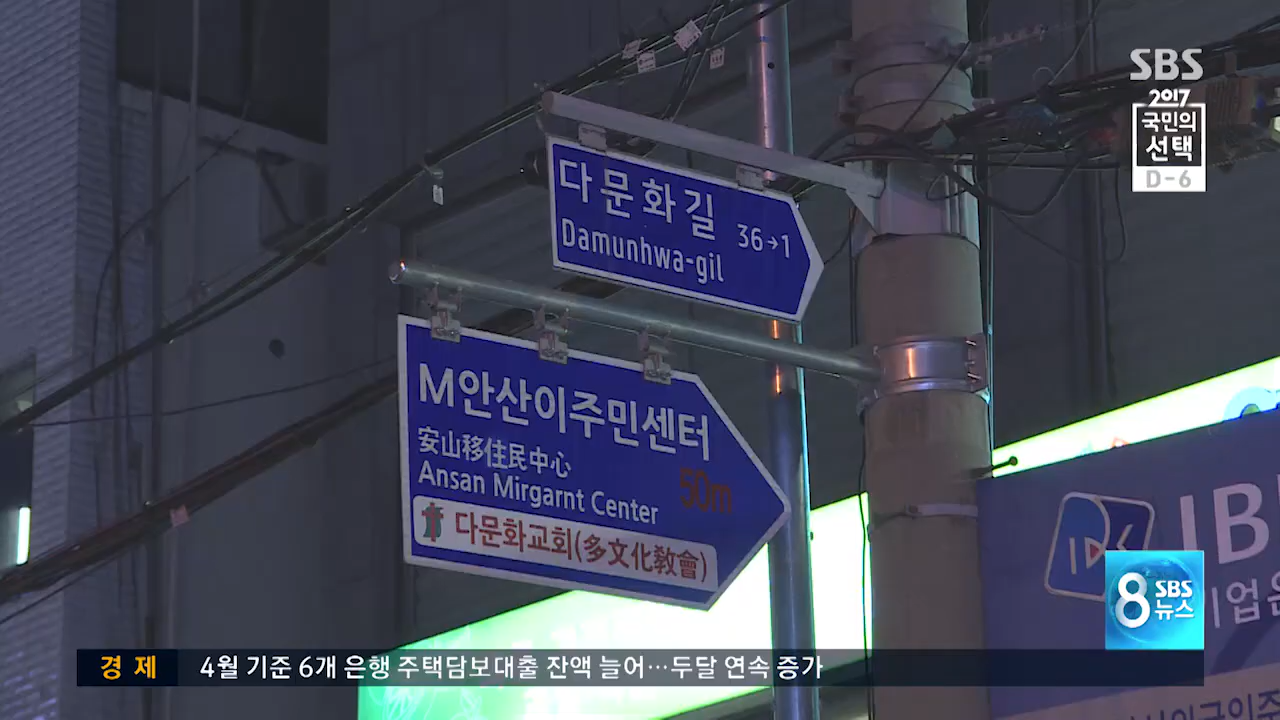 SBS
2017
국민의
선택
D-6
다문화길
Damunhwa-gil
36→1
M안산이주민센터
安山移住民中心
Ansan Mirgarnt Center
50m
다문화교회(多文化教會)
IB
8 SBS
뉴스
경제
4월 기준 6개 은행 주택담보대출 잔액 늘어…두달 연속 증가